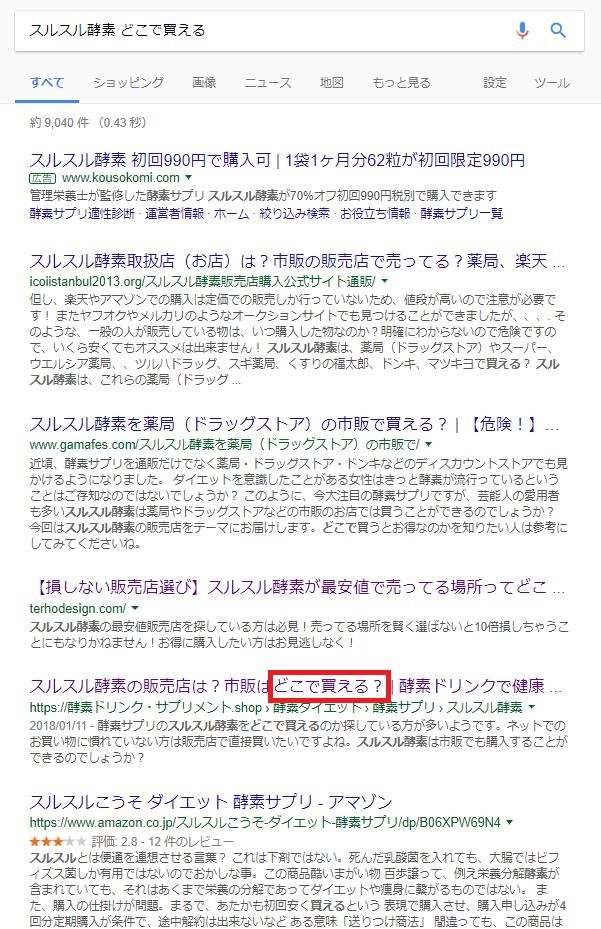 スルスル酵素 どこで買える
すべて ショッピング 画像 ニュース 地図 もっと見る 設定 ツール
約 9,040 件 (0.43 秒)
スルスル酵素 初回990円で購入可 | 1袋1ヶ月分62粒が初回限定990円
広告 www.kousokomi.com
管理栄養士が監修した酵素サプリ スルスル酵素が70%オフ初回990円税別で購入できます
酵素サプリ適性診断 · 運営者情報 · ホーム · 絞り込み検索 · お役立ち情報 · 酵素サプリ一覧
スルスル酵素取扱店（お店）は？市販の販売店で売ってる？薬局、楽天 ...
icoiistanbul2013.org/スルスル酵素販売店購入公式サイト通販/
但し、楽天やアマゾンでの購入は定価での販売しか行っていないため、値段が高いので注意が必要で
す！ またヤフオクやメルカリのようなオークションサイトでも見つけることができましたが、、、. そ
のような、一般の人が販売している物は、いつ購入した物なのか？明確にわからないので危険ですの
で、いくら安くてもオススメは出来ません！ スルスル酵素は、薬局（ドラッグストア）やスーパー、
ウエルシア薬局、、ツルハドラッグ、スギ薬局、くすりの福太郎、ドンキ、マツキヨで買える？ スル
スル酵素は、これらの薬局（ドラッグ ...
スルスル酵素を薬局（ドラッグストア）の市販で買える？ | 【危険！】...
www.gamafes.com/スルスル酵素を薬局（ドラッグストア）の市販で/
近頃、酵素サプリを通販だけでなく薬局・ドラッグストア・ドンキなどのディスカウントストアでも見
かけるようになりました。 ダイエットを意識したことがある女性はきっと酵素が流行っているという
ことはご存知なのではないでしょうか？ このように、今大注目の酵素サプリですが、芸能人の愛用者
も多いスルスル酵素は薬局やドラッグストアなどの市販のお店では買うことができるのでしょうか？
今回はスルスル酵素の販売店をテーマにお届けします。どこで買うとお得なのかを知りたい人は参考に
してみてくださいね。
【損しない販売店選び】スルスル酵素が最安値で売ってる場所ってどこ ...
terhodesign.com/
スルスル酵素の最安値販売店を探している方は必見！売ってる場所を賢く選ばないと10倍損しちゃうこ
とにもなりかねません！お得に購入したい方はお見逃しなく！
スルスル酵素の販売店は？市販はどこで買える？ | 酵素ドリンクで健康 ...
https://酵素ドリンク・サプリメント.shop › 酵素ダイエット › 酵素サプリ › スルスル酵素
2018/01/11 - 酵素サプリのスルスル酵素をどこで買えるのか探している方が多いようです。ネットでの
お買い物に慣れていない方は販売店で直接買いたいですよね。スルスル酵素は市販でも購入することが
できるのでしょうか？
スルスルこうそ ダイエット 酵素サプリ - アマゾン
https://www.amazon.co.jp/スルスルこうそ-ダイエット-酵素サプリ/dp/B06XPW69N4
評価: 2.8 - 12 件のレビュー
スルスルとは便通を連想させる言葉？ これは下剤ではない。死んだ乳酸菌を入れても、大腸ではビフ
ィズス菌しか有用ではないのでおかしな事。この商品酷いまがい物 百歩譲って、例え栄養分解酵素が
含まれていても、それはあくまで栄養の分解であってダイエットや痩身に繋がるものではない。 ま
た、購入の仕掛けが問題。まるで、あたかも初回安く買えるという 表現で購入させ、購入申し込みが4
回分定期購入が条件で、途中解約は出来ないなど ある意味「送りつけ商法」 間違っても、この商品は